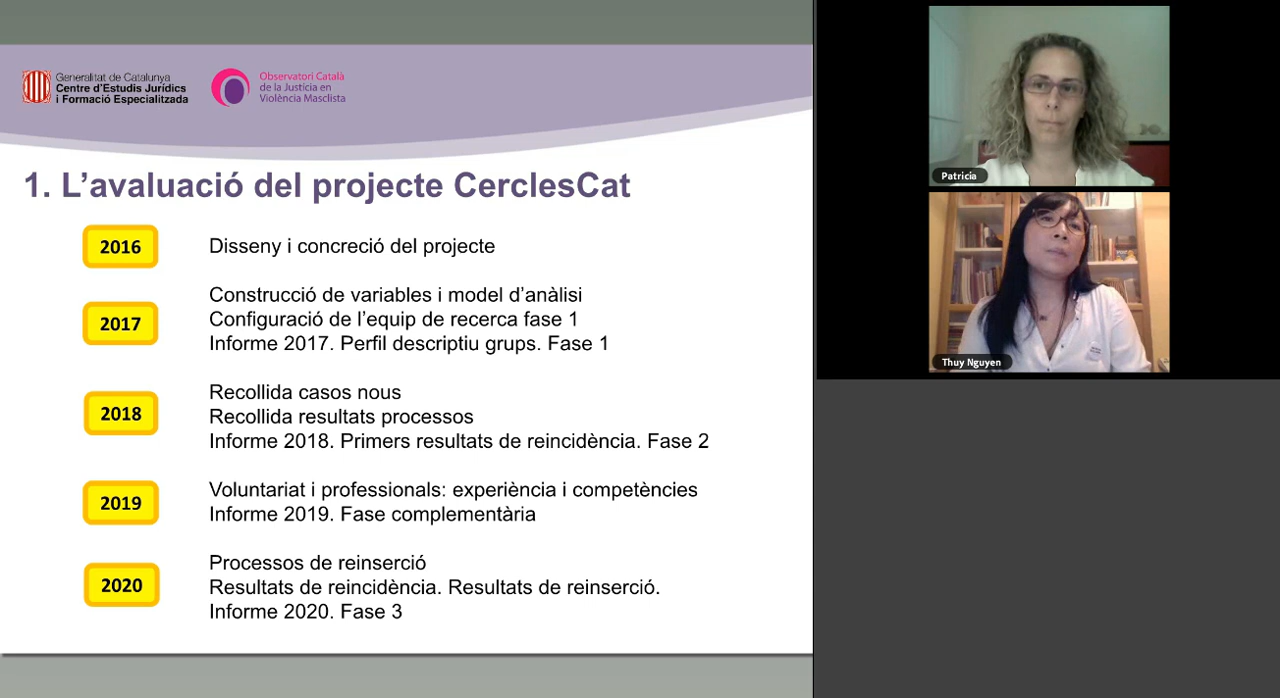 Generalitat de Catalunya
Centre d'Estudis Jurídics
i Formació Especialitzada
Observatori Català
de la Justícia en
Violència Masclista
1. L'avaluació del projecte CerclesCat
2016
Disseny i concreció del projecte
2017
Construcció de variables i model d'anàlisi
Configuració de l'equip de recerca fase 1
Informe 2017. Perfil descriptiu grups. Fase 1
2018
Recollida casos nous
Recollida resultats processos
Informe 2018. Primers resultats de reincidència. Fase 2
2019
Voluntariat i professionals: experiència i competències
Informe 2019. Fase complementària
2020
Processos de reinserció
Resultats de reincidència. Resultats de reinserció.
Informe 2020. Fase 3
Patricia
Thuy Nguyen